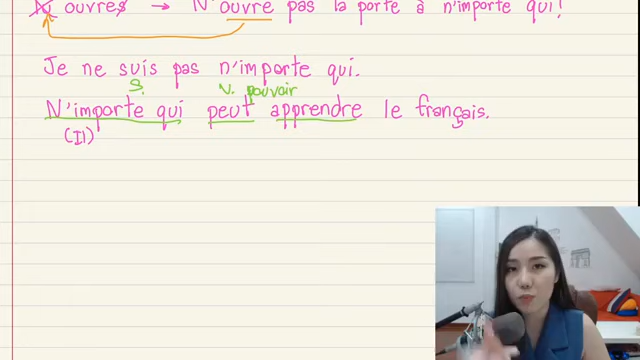 Tu ouvres → N'ouvre pas la porte à n'importe qui!
Je ne suis pas n'importe qui.
S. V. pouvoir
N'importe qui peut apprendre le français.
(Il)